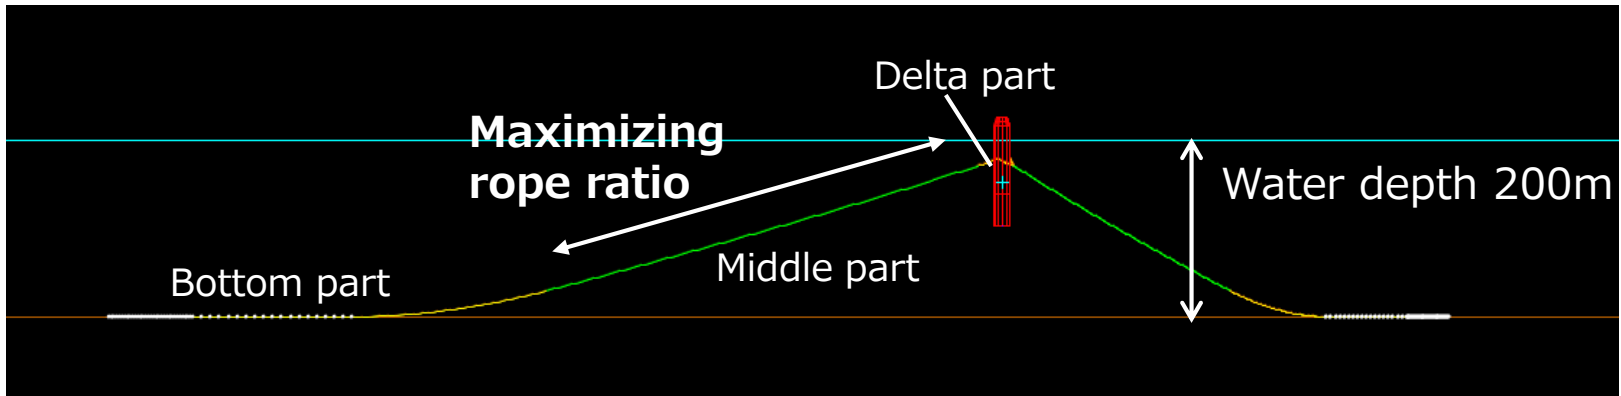 Delta part
Maximizing
rope ratio
Water depth 200m
Middle part
Bottom part